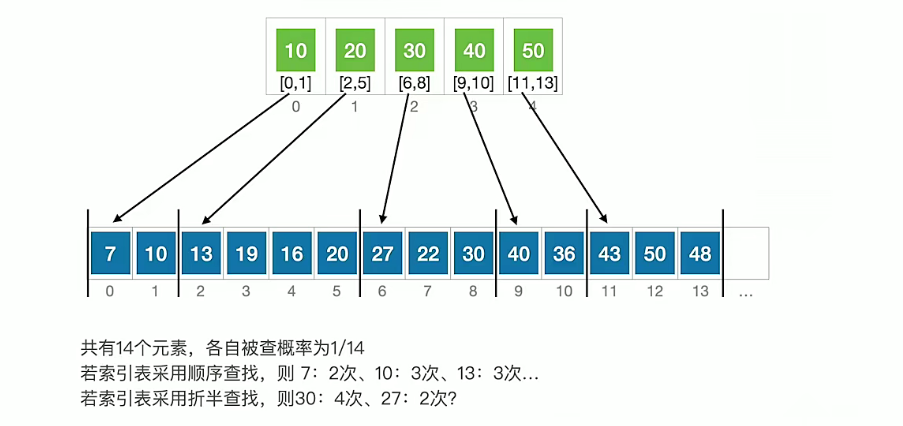 10 20 30 40 50
[0,1] [2,5] [6,8] [9,10] [11,13]
0 1 2 3 4
7 10 13 19 16 20 27 22 30 40 36 43 50 48
0 1 2 3 4 5 6 7 8 9 10 11 12 13 ...
共有14个元素，各自被查概率为1/14
若索引表采用顺序查找，则 7：2次、10：3次、13：3次...
若索引表采用折半查找，则30：4次、27：2次?